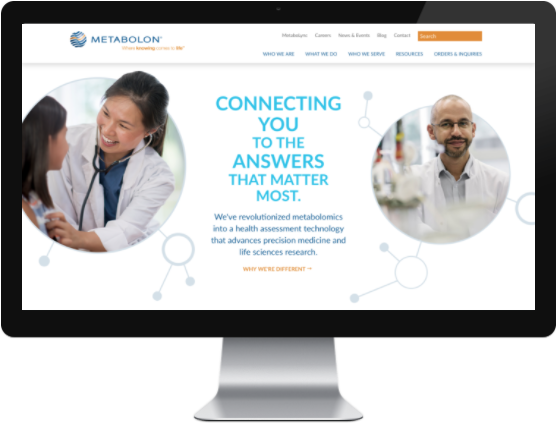 METABOLON®
Where knowing comes to life™
Metabolyzer Careers News & Events Blog Contact Search
WHO WE ARE WHAT WE DO WHO WE SERVE RESOURCES ORDERS & INQUIRIES
CONNECTING
YOU
TO THE
ANSWERS
THAT MATTER
MOST.
We've revolutionized metabolomics
into a health assessment technology
that advances precision medicine and
life sciences research.
WHY WE'RE DIFFERENT →